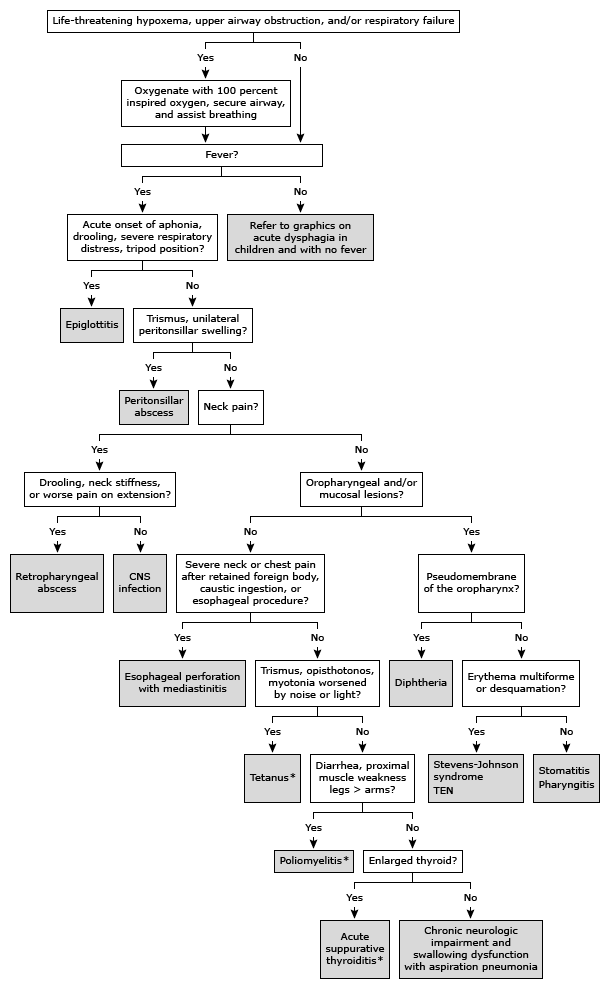 Life-threatening hypoxema, upper airway obstruction, and/or respiratory failure
Yes
No
Oxygenate with 100 percent
inspired oxygen, secure airway,
and assist breathing
Fever?
Yes
No
Acute onset of aphonia,
drooling, severe respiratory
distress, tripod position?
Refer to graphics on
acute dysphagia in
children and with no fever
Yes
No
Epiglottitis
Trismus, unilateral
peritonsillar swelling?
Yes
No
Peritonsillar
abscess
Neck pain?
Yes
No
Drooling, neck stiffness,
or worse pain on extension?
Oropharyngeal and/or
mucosal lesions?
Yes
No
No
Yes
Retropharyngeal
abscess
CNS
infection
Severe neck or chest pain
after retained foreign body,
caustic ingestion, or
esophageal procedure?
Pseudomembrane
of the oropharynx?
Yes
No
Yes
No
Esophageal perforation
with mediastinitis
Trismus, opisthotonos,
myotonia worsened
by noise or light?
Diphtheria
Erythema multiforme
or desquamation?
Yes
No
Yes
No
Tetanus*
Diarrhea, proximal
muscle weakness
legs > arms?
Stevens-Johnson
syndrome
TEN
Stomatitis
Pharyngitis
Yes
No
Poliomyelitis*
Enlarged thyroid?
Yes
No
Acute
suppurative
thyroiditis*
Chronic neurologic
impairment and
swallowing dysfunction
with aspiration pneumonia